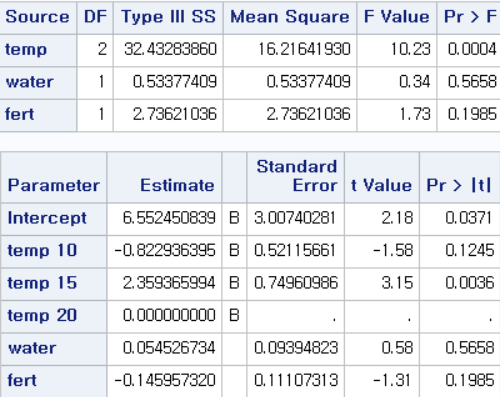 Source DF Type III SS Mean Square F Value Pr > F
temp 2 32.43283860 16.21641930 10.23 0.0004
water 1 0.53377409 0.53377409 0.34 0.5658
fert 1 2.73621036 2.73621036 1.73 0.1985
Parameter Estimate Standard Error t Value Pr > |t|
Intercept 6.552450839 B 3.00740281 2.18 0.0371
temp 10 -0.822936395 B 0.52115661 -1.58 0.1245
temp 15 2.359365994 B 0.74960986 3.15 0.0036
temp 20 0.000000000 B . . .
water 0.054526734 0.09394823 0.58 0.5658
fert -0.145957320 0.11107313 -1.31 0.1985